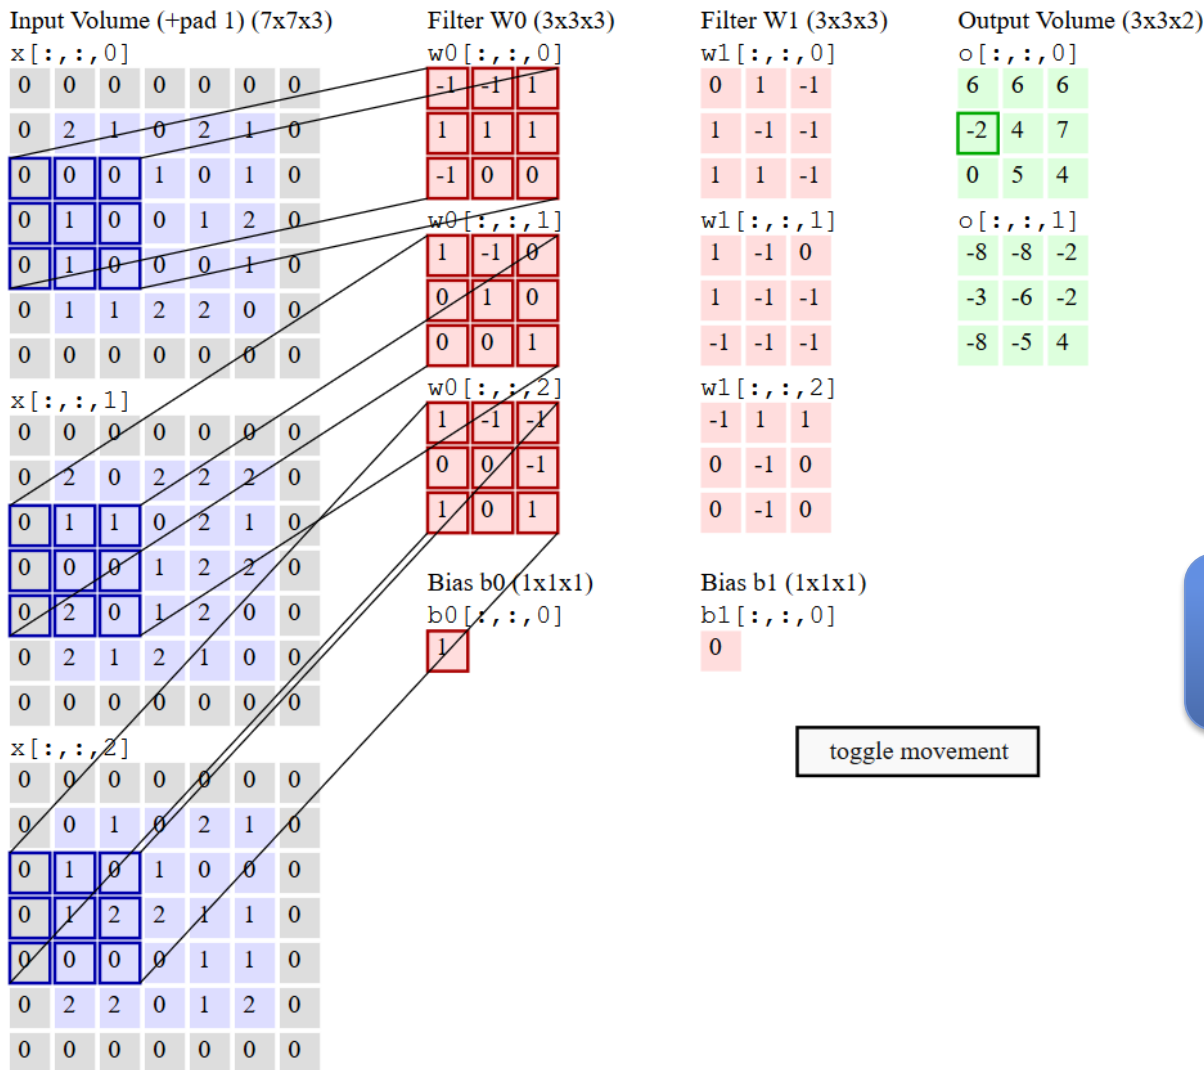 Input Volume (+pad 1) (7x7x3)
x[:,:,0]
0 0 0 0 0 0 0
0 2 1 0 2 1 0
0 0 0 1 0 1 0
0 1 0 0 1 2 0
0 1 0 0 0 1 0
0 1 1 2 2 0 0
0 0 0 0 0 0 0
x[:,:,1]
0 0 0 0 0 0 0
0 2 0 2 2 2 0
0 1 1 0 2 1 0
0 0 0 1 2 2 0
0 2 0 1 2 0 0
0 2 1 2 1 0 0
0 0 0 0 0 0 0
x[:,:,2]
0 0 0 0 0 0 0
0 0 1 0 2 1 0
0 1 0 1 0 0 0
0 1 2 2 1 1 0
0 0 0 0 1 1 0
0 2 2 0 1 2 0
0 0 0 0 0 0 0
Filter W0 (3x3x3)
w0[:,:,0]
-1 -1 1
1 1 1
-1 0 0
w0[:,:,1]
1 -1 0
0 1 0
0 0 1
w0[:,:,2]
1 -1 -1
0 0 -1
1 0 1
Bias b0 (1x1x1)
b0[:,:,0]
1
Filter W1 (3x3x3)
w1[:,:,0]
0 1 -1
1 -1 -1
1 1 -1
w1[:,:,1]
1 -1 0
1 -1 -1
-1 -1 -1
w1[:,:,2]
-1 1 1
0 -1 0
0 -1 0
Bias b1 (1x1x1)
b1[:,:,0]
0
Output Volume (3x3x2)
o[:,:,0]
6 6 6
-2 4 7
0 5 4
o[:,:,1]
-8 -8 -2
-3 -6 -2
-8 -5 4
toggle movement